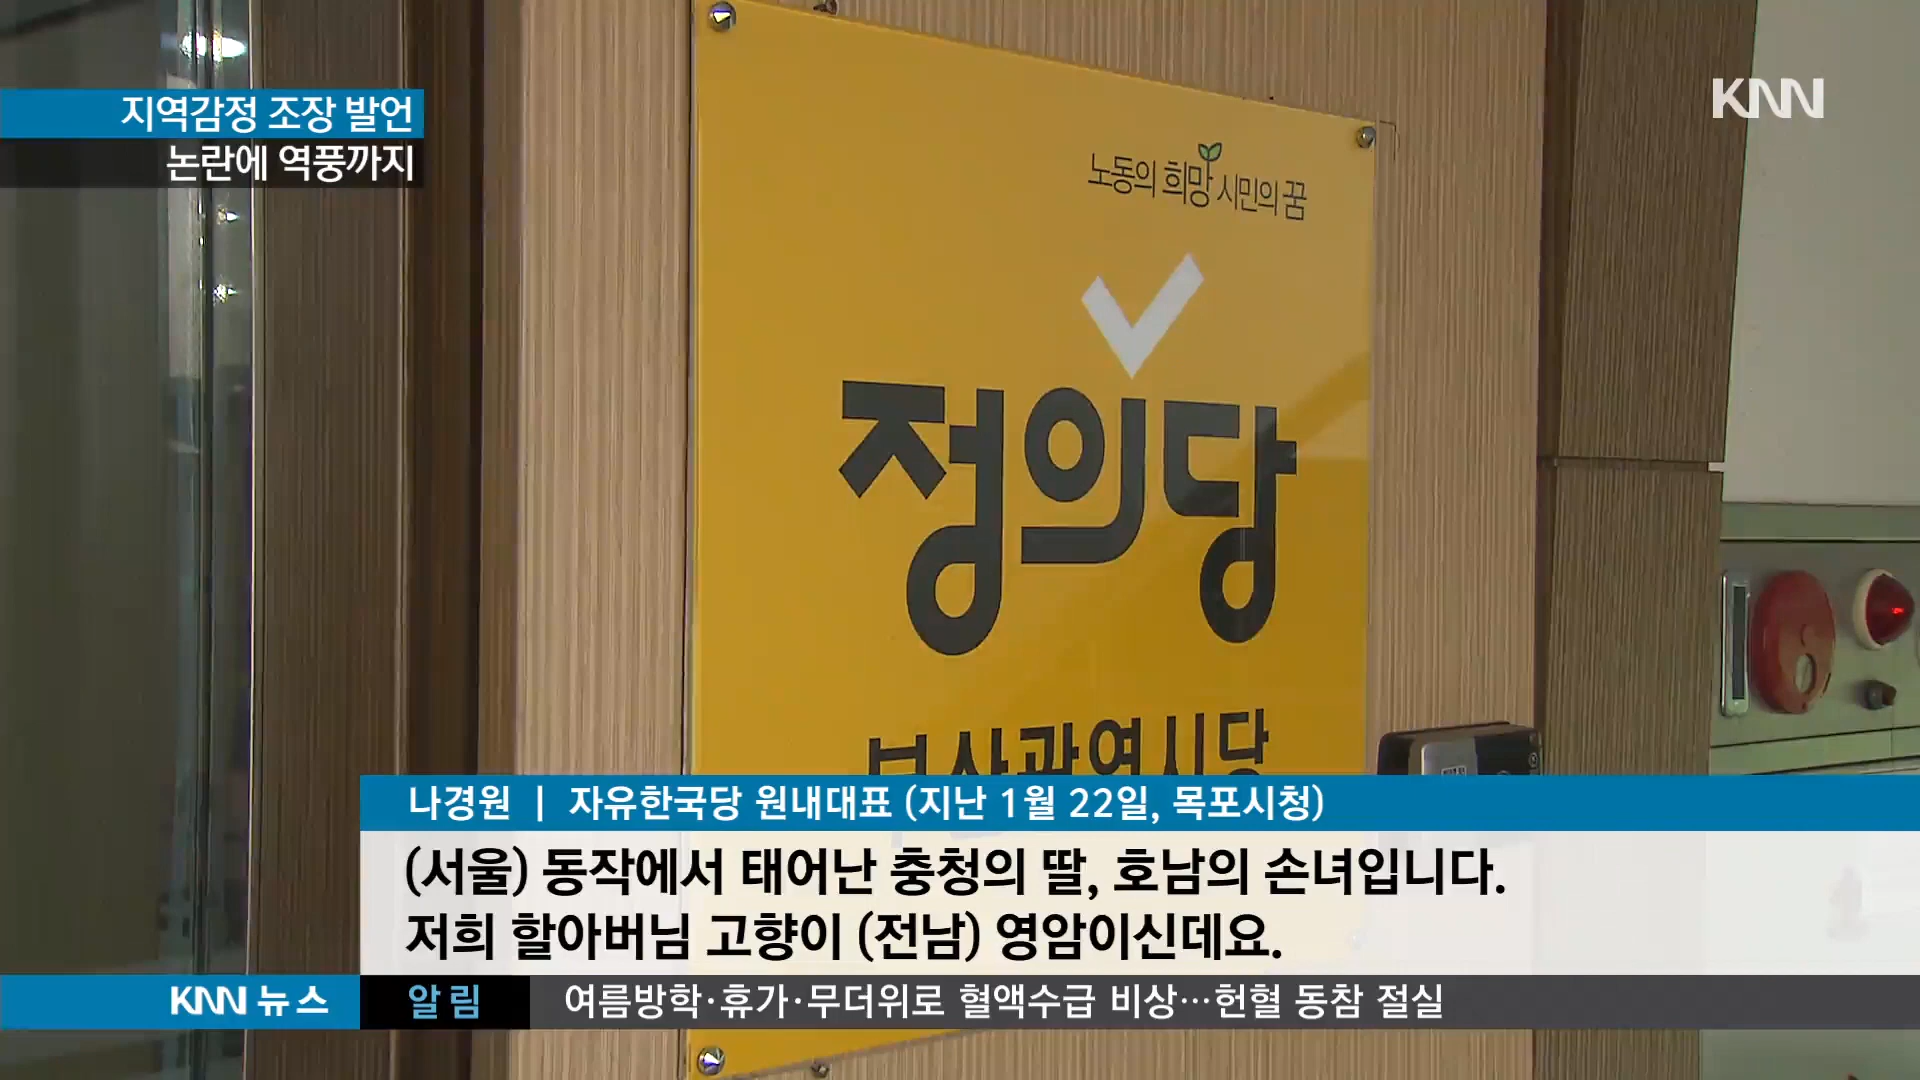 지역감정 조장 발언
논란에 역풍까지
KNN
노동의 희망 시민의 꿈
정의당
부산광역시당
나경원 | 자유한국당 원내대표 (지난 1월 22일, 목포시청)
(서울) 동작에서 태어난 충청의 딸, 호남의 손녀입니다.
저희 할아버님 고향이 (전남) 영암이신데요.
KNN 뉴스 알림 여름방학·휴가·무더위로 혈액수급 비상…헌혈 동참 절실